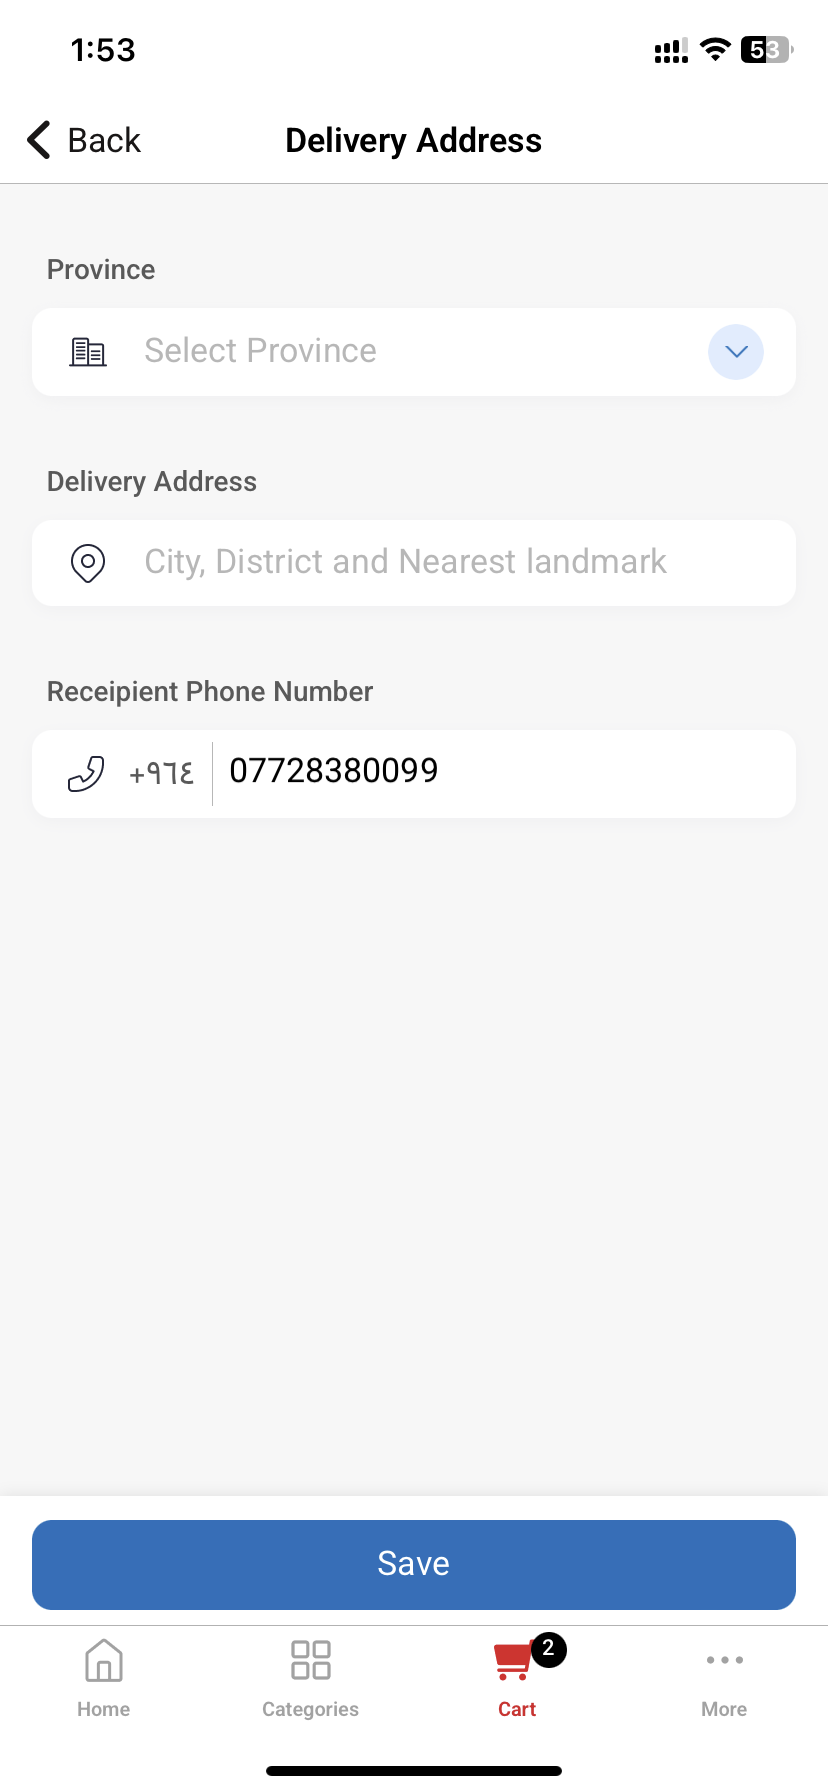 1:53
53
Back
Delivery Address
Province
Select Province
Delivery Address
City, District and Nearest landmark
Receipient Phone Number
+٩٦٤ 07728380099
Save
2
Home Categories Cart More